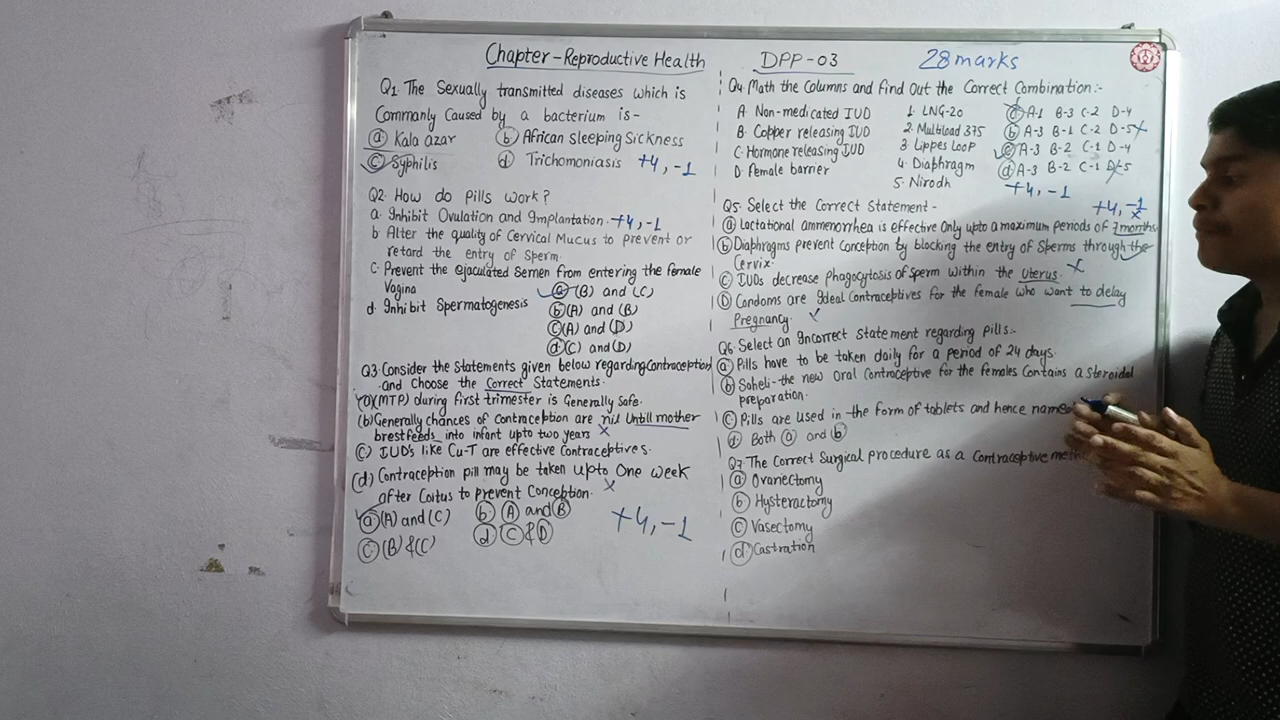 Chapter-Reproductive Health
DPP-03
28 marks
Q1. The Sexually transmitted diseases which is
Commanly Caused by a bacterium is-
(a) Kala azar (b) African sleeping Sickness
(c) Syphilis (d) Trichomoniasis +4, -1
Q2. How do Pills Work?
a. Inhibit Ovulation and Implantation. +4, -1
b. Alter the quality of Cervical Mucus to prevent or
retard the entry of Sperm.
C. Prevent the ejaculated Semen from entering the female
Vagina (a) (B) and (C)
d. Inhibit Spermatogenesis (b) (A) and (B)
(C) (A) and (D)
(d) (C) and (D)
Q3. Consider the Statements given below regarding Contraception
and Choose the Correct Statements.
(a) (MTP) during first trimester is Generally Safe.
(b) Generally chances of Contraception are nil Untill mother
brestfeeds into infant upto two years X
(c) IUD's like Cu-T are effective Contraceptives.
(d) Contraception pill may be taken upto One Week
after Coitus to prevent Conception. X
(a) (A) and (C) (b) (A) and (B)
(C) (B) & (C) (d) (C) & (D)
+4, -1
Q4. Math the Columns and find Out the Correct Combination:-
A. Non-medicated IUD 1. LNG-20 (a) A-1 B-3 C-2 D-4
B. Copper releasing IUD 2. Multiload 375 (b) A-3 B-1 C-2 D-5
C. Hormone releasing IUD 3. Lippes Loop (c) A-3 B-2 C-1 D-4
D. Female barrier 4. Diaphragm (d) A-3 B-2 C-1 D-5
5. Nirodh +4, -1
Q5. Select the Correct Statement - +4, -1
(a) Lactational ammenorrhea is effective Only upto a maximum periods of 7 months X
(b) Diaphragms prevent Conception by blocking the entry of Sperms through the
Cervix.
(C) IUDs decrease phagocytosis of Sperm within the Uterus. X
(D) Condoms are Ideal Contraceptives for the female who want to delay
Pregnancy. X
Q6. Select an Incorrect Statement regarding pills:-
(a) Pills have to be taken daily for a period of 24 days.
(b) Saheli-the new Oral Contraceptive for the females Contains a steroidal
preparation.
(C) Pills are used in the form of tablets and hence name
(d) Both (a) and (b)
Q7. The Correct Surgical procedure as a Contraceptive
(a) Ovariectomy
(b) Hysteractomy
(c) Vasectomy
(d) Castration